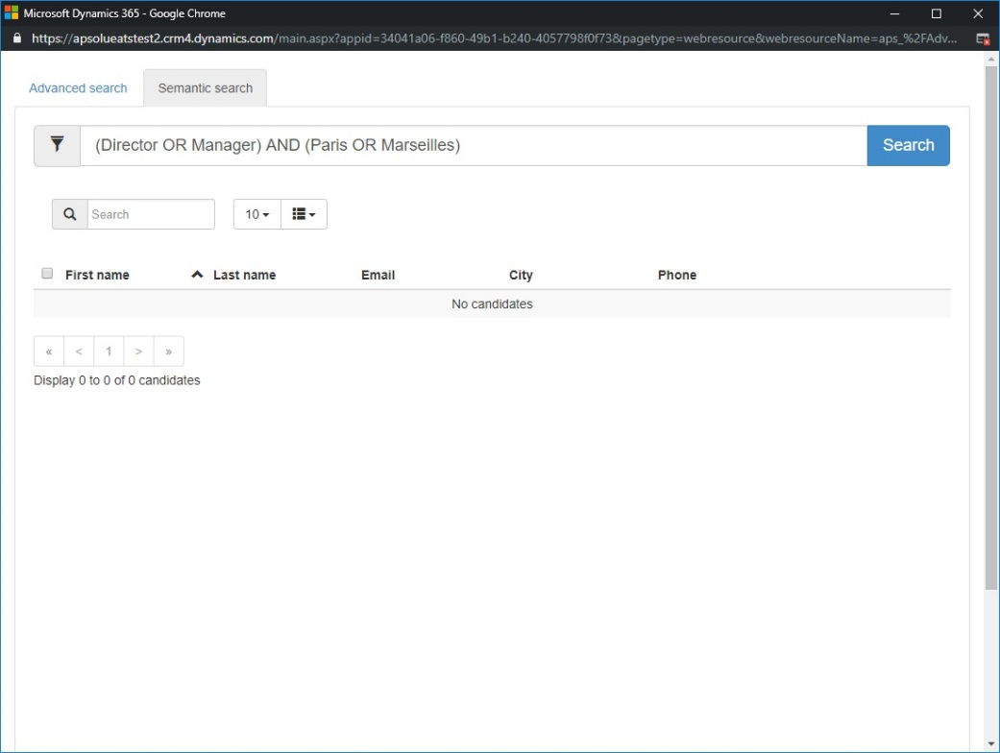 Microsoft Dynamics 365 - Google Chrome
https://apsolueatstest2.crm4.dynamics.com/main.aspx?appid=34041a06-f860-49b1-b240-4057798f0f73&pagetype=webresource&webresourceName=aps_%2FAdv...
Advanced search Semantic search
(Director OR Manager) AND (Paris OR Marseilles) Search
Search 10
First name Last name Email City Phone
No candidates
« < 1 > »
Display 0 to 0 of 0 candidates